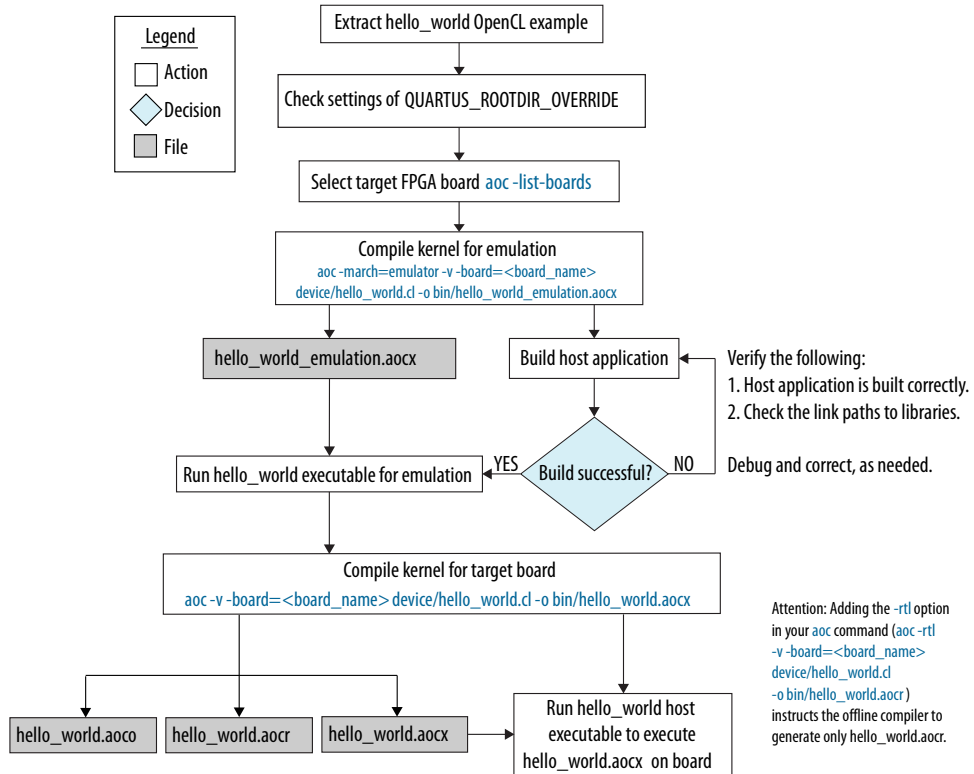 Legend
Action
Decision
File
Extract hello_world OpenCL example
Check settings of QUARTUS_ROOTDIR_OVERRIDE
Select target FPGA board aoc -list-boards
Compile kernel for emulation
aoc -march=emulator -v -board=<board_name>
device/hello_world.cl -o bin/hello_world_emulation.aocx
hello_world_emulation.aocx
Build host application
Verify the following:
1. Host application is built correctly.
2. Check the link paths to libraries.
Debug and correct, as needed.
Run hello_world executable for emulation
YES
Build successful?
NO
Compile kernel for target board
aoc -v -board=<board_name> device/hello_world.cl -o bin/hello_world.aocx
Attention: Adding the -rtl option
in your aoc command (aoc -rtl
-v -board=<board_name>
device/hello_world.cl
-o bin/hello_world.aocr )
instructs the offline compiler to
generate only hello_world.aocr.
hello_world.aoco
hello_world.aocr
hello_world.aocx
Run hello_world host
executable to execute
hello_world.aocx on board